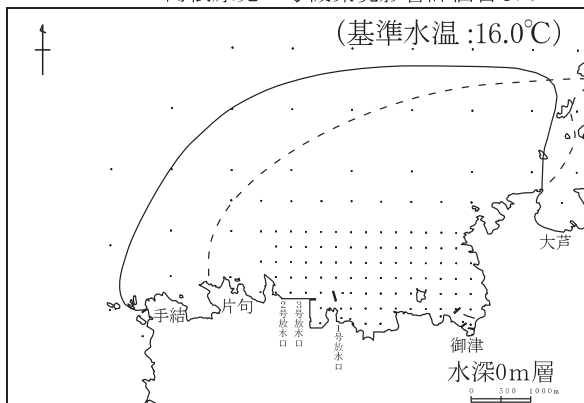 (基準水温:16.0℃)
大芦
手結
片句
2号放水口
3号放水口
1号放水口
御津
水深0m層
0 500 1000m